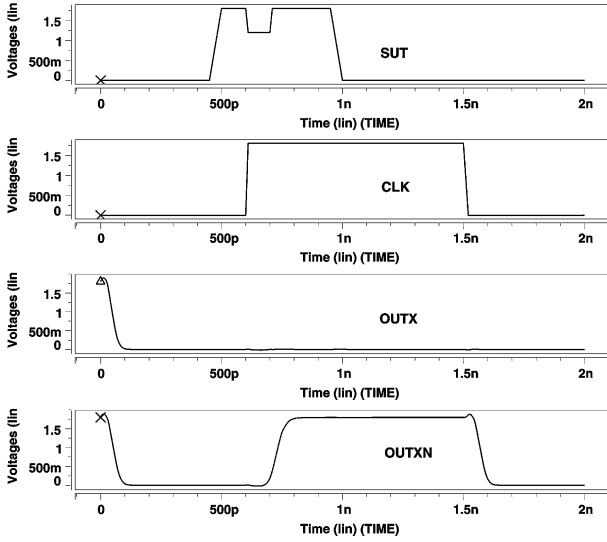 Voltages (lin
1.5
1
500m
0
SUT
0
500p
1n
1.5n
2n
Time (lin) (TIME)
Voltages (lin
1.5
1
500m
0
CLK
0
500p
1n
1.5n
2n
Time (lin) (TIME)
Voltages (lin
1.5
1
500m
0
OUTX
0
500p
1n
1.5n
2n
Time (lin) (TIME)
Voltages (lin
1.5
1
500m
0
OUTXN
0
500p
1n
1.5n
2n
Time (lin) (TIME)